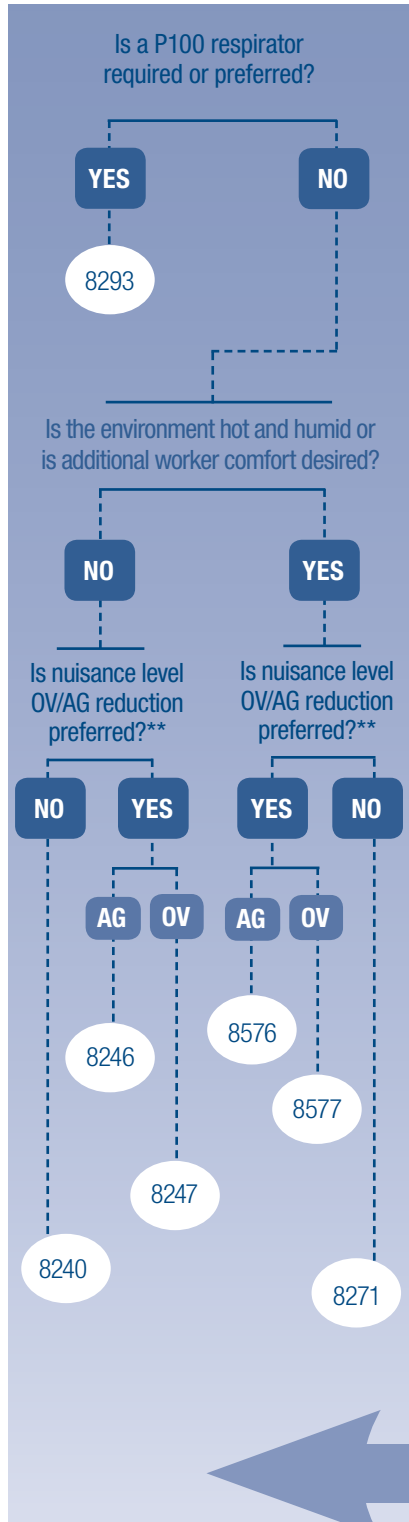 Is a P100 respirator
required or preferred?
YES
NO
8293
Is the environment hot and humid or
is additional worker comfort desired?
NO
YES
Is nuisance level
OV/AG reduction
preferred?**
Is nuisance level
OV/AG reduction
preferred?**
NO
YES
YES
NO
AG
OV
AG
OV
8246
8576
8577
8247
8240
8271